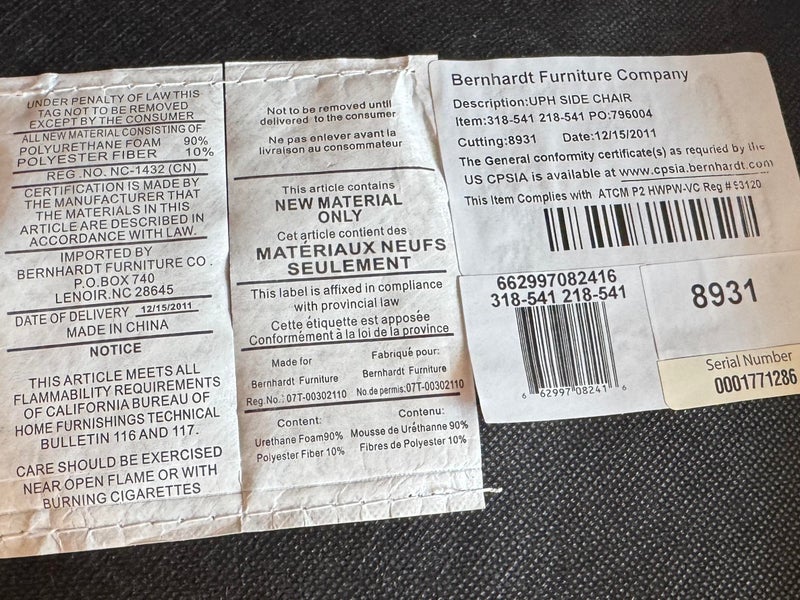 UNDER PENALTY OF LAW THIS
TAG NOT TO BE REMOVED
EXCEPT BY THE CONSUMER
ALL NEW MATERIAL CONSISTING OF
POLYURETHANE FOAM 90%
POLYESTER FIBER 10%
REG .NO. NC-1432 (CN)
CERTIFICATION IS MADE BY
THE MANUFACTURER THAT
THE MATERIALS IN THIS
ARTICLE ARE DESCRIBED IN
ACCORDANCE WITH LAW.
IMPORTED BY
BERNHARDT FURNITURE CO .
P.O.BOX 740
LENOIR.NC 28645
DATE OF DELIVERY 12/15/2011
MADE IN CHINA
NOTICE
THIS ARTICLE MEETS ALL
FLAMMABILITY REQUIREMENTS
OF CALIFORNIA BUREAU OF
HOME FURNISHINGS TECHNICAL
BULLETIN 116 AND 117.
CARE SHOULD BE EXERCISED
NEAR OPEN FLAME OR WITH
BURNING CIGARETTES
Not to be removed until
delivered to the consumer
Ne pas enlever avant la
livraison au consommateur
This article contains
NEW MATERIAL
ONLY
Cet article contient des
MATÉRIAUX NEUFS
SEULEMENT
This label is affixed in compliance
with provincial law
Cette étiquette est apposée
Conformément à la loi de la province
Made for
Bernhardt Furniture
Reg.No.: 07T-00302110
Fabriqué pour:
Bernhardt Furniture
No.de permis:07T-00302110
Content:
Urethane Foam90%
Polyester Fiber 10%
Contenu:
Mousse de Uréthanne 90%
Fibres de Polyester 10%
Bernhardt Furniture Company
Description:UPH SIDE CHAIR
Item:318-541 218-541 PO:796004
Cutting:8931 Date:12/15/2011
The General conformity certificate(s) as requried by the
US CPSIA is available at www.cpsia.bernhardt.com
This Item Complies with ATCM P2 HWPW-VC Reg # 93120
662997082416
318-541 218-541
6 62997 08241 6
8931
Serial Number
0001771286